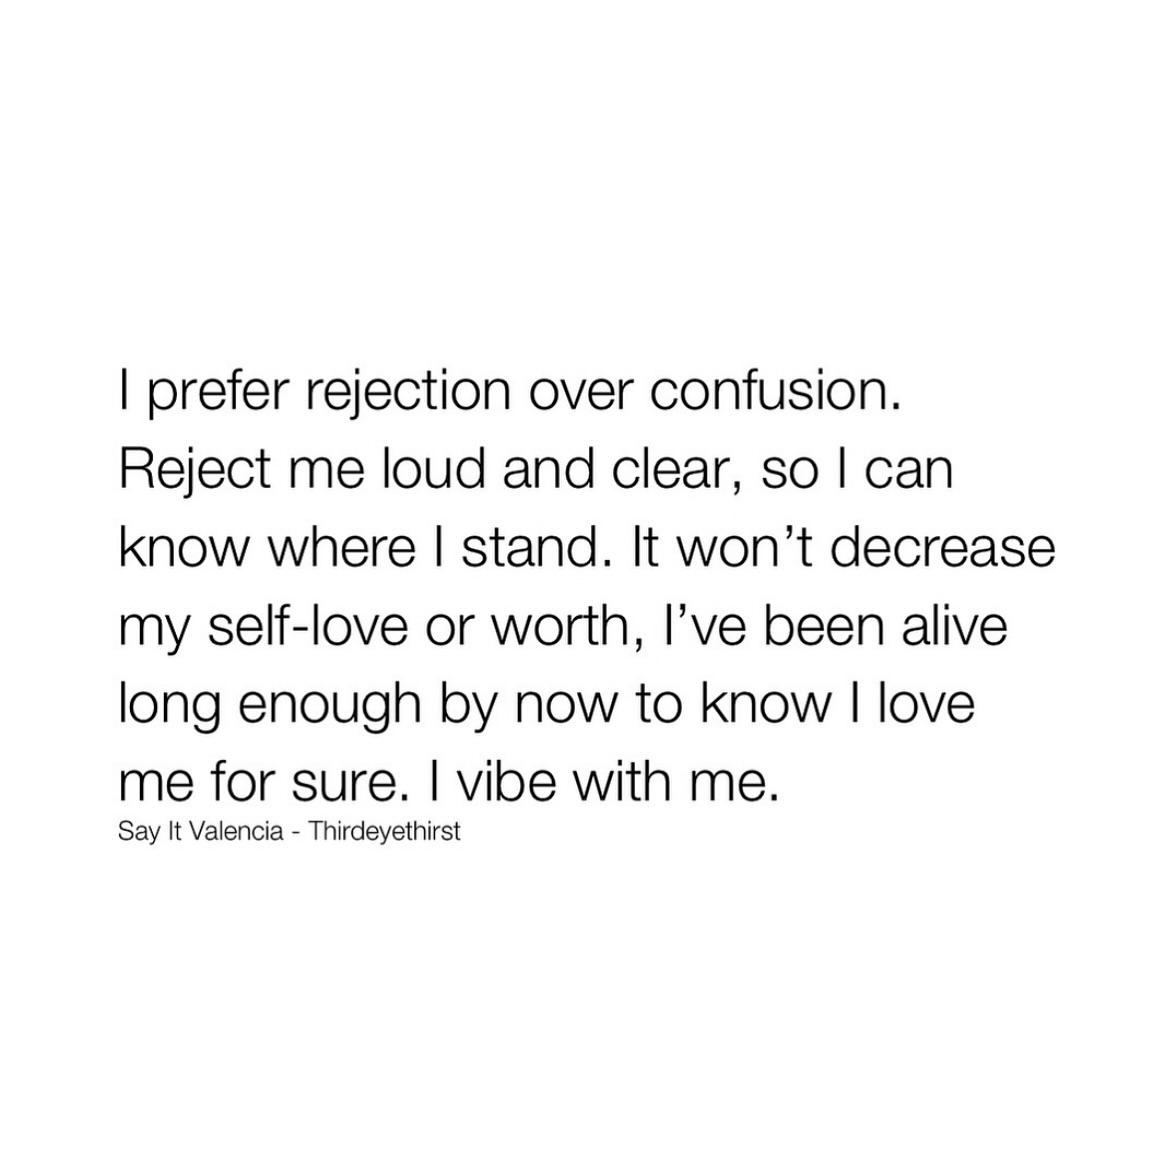 I prefer rejection over confusion.
Reject me loud and clear, so I can
know where I stand. It won’t decrease
my self-love or worth, I’ve been alive
long enough by now to know I love
me for sure. I vibe with me.
Say It Valencia - Thirdeyethirst